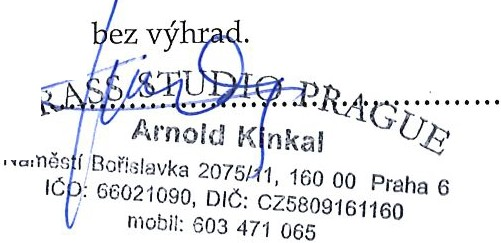 bez výhrad.
RASS STUDIO PRAGUE
Arnold Kinkal
Náměstí Bořislavka 2075/11, 160 00 Praha 6
IČO: 66021090, DIČ: CZ5809161160
mobil: 603 471 065